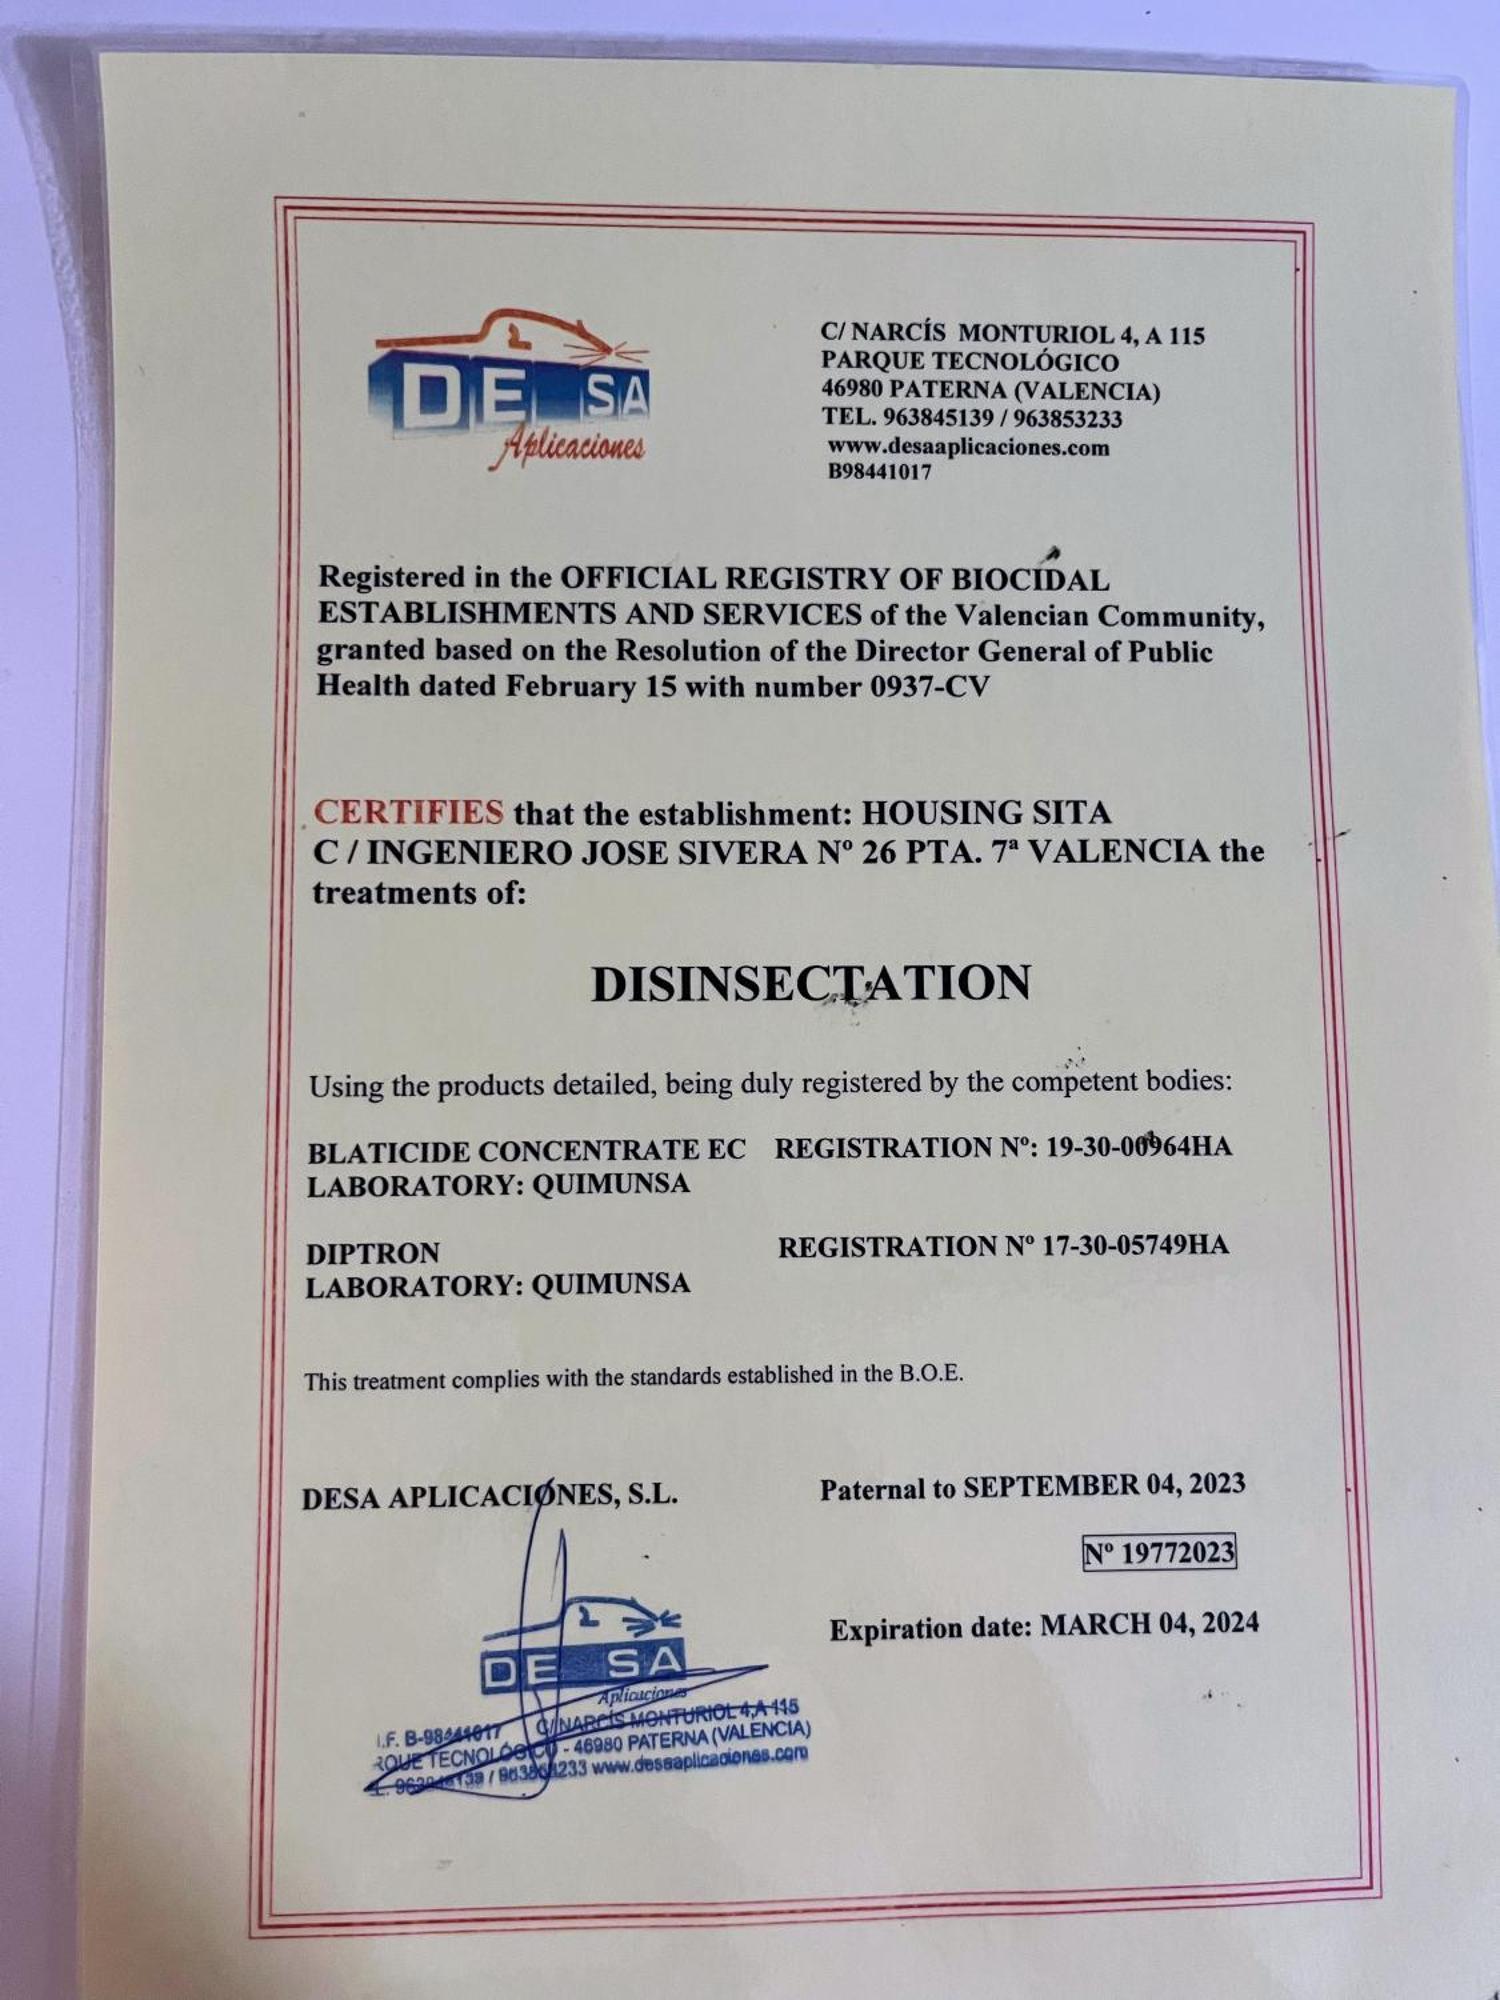 DESA
Aplicaciones
C/ NARCÍS MONTURIOL 4, A 115
PARQUE TECNOLÓGICO
46980 PATERNA (VALENCIA)
TEL. 963845139 / 963853233
www.desaaplicaciones.com
B98441017
Registered in the OFFICIAL REGISTRY OF BIOCIDAL
ESTABLISHMENTS AND SERVICES of the Valencian Community,
granted based on the Resolution of the Director General of Public
Health dated February 15 with number 0937-CV
CERTIFIES that the establishment: HOUSING SITA
C / INGENIERO JOSE SIVERA Nº 26 PTA. 7ª VALENCIA the
treatments of:
DISINSECTATION
Using the products detailed, being duly registered by the competent bodies:
BLATICIDE CONCENTRATE EC REGISTRATION Nº: 19-30-00964HA
LABORATORY: QUIMUNSA
DIPTRON REGISTRATION Nº 17-30-05749HA
LABORATORY: QUIMUNSA
This treatment complies with the standards established in the B.O.E.
DESA APLICACIONES, S.L.
Paternal to SEPTEMBER 04, 2023
Nº 19772023
Expiration date: MARCH 04, 2024
DESA
Aplicaciones
.F. B-98441017 C/ NARCÍS MONTURIOL 4,A 115
RQUE TECNOLÓGICO - 46980 PATERNA (VALENCIA)
www.desaaplicaciones.com